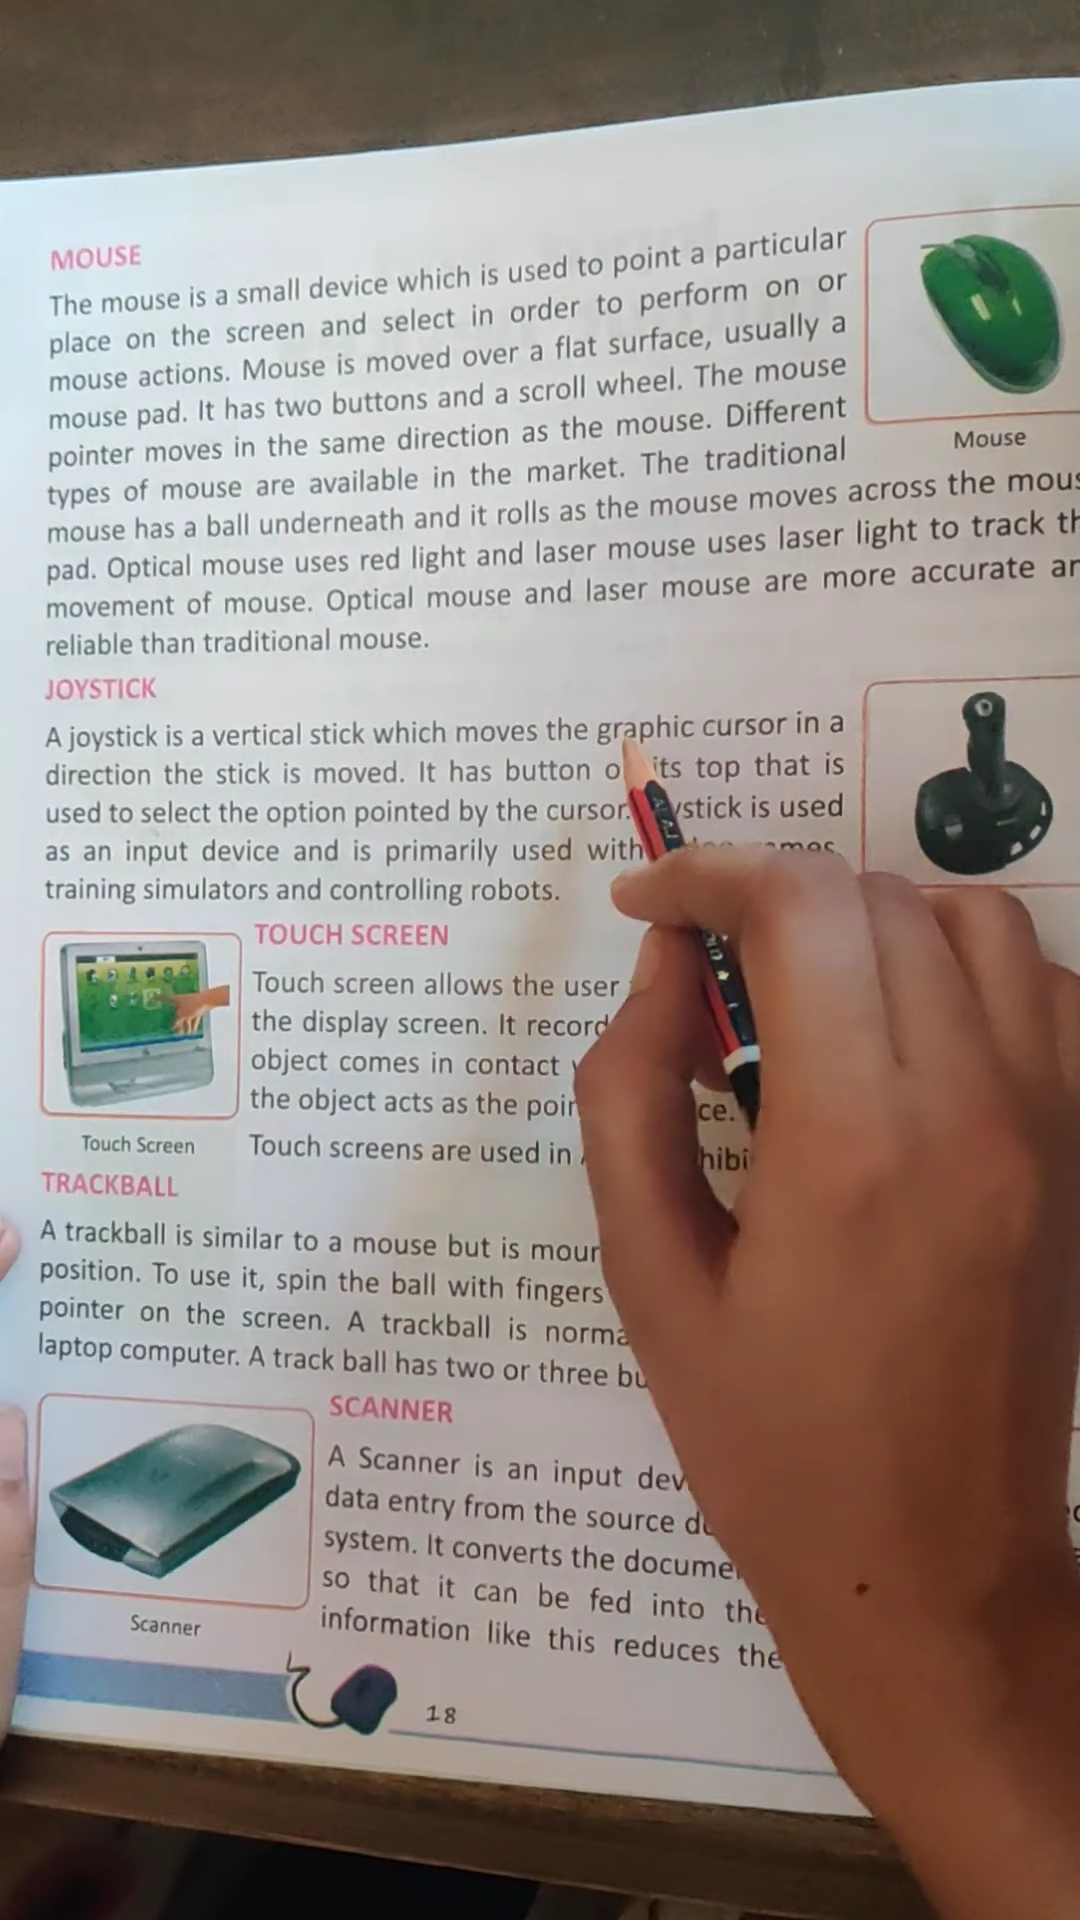 MOUSE
The mouse is a small device which is used to point a particular
place on the screen and select in order to perform on or
mouse actions. Mouse is moved over a flat surface, usually a
mouse pad. It has two buttons and a scroll wheel. The mouse
pointer moves in the same direction as the mouse. Different
types of mouse are available in the market. The traditional
mouse has a ball underneath and it rolls as the mouse moves across the mous
pad. Optical mouse uses red light and laser mouse uses laser light to track th
movement of mouse. Optical mouse and laser mouse are more accurate an
reliable than traditional mouse.
Mouse
JOYSTICK
A joystick is a vertical stick which moves the graphic cursor in a
direction the stick is moved. It has button its top that is
used to select the option pointed by the cursor. ystick is used
as an input device and is primarily used with
training simulators and controlling robots.
TOUCH SCREEN
Touch screen allows the user
the display screen. It record
object comes in contact
the object acts as the poin ce.
Touch screens are used in hibi
Touch Screen
TRACKBALL
A trackball is similar to a mouse but is moun
position. To use it, spin the ball with fingers
pointer on the screen. A trackball is norma
laptop computer. A track ball has two or three bu
SCANNER
A Scanner is an input dev
data entry from the source do
system. It converts the docume
so that it can be fed into the
information like this reduces the
Scanner
18